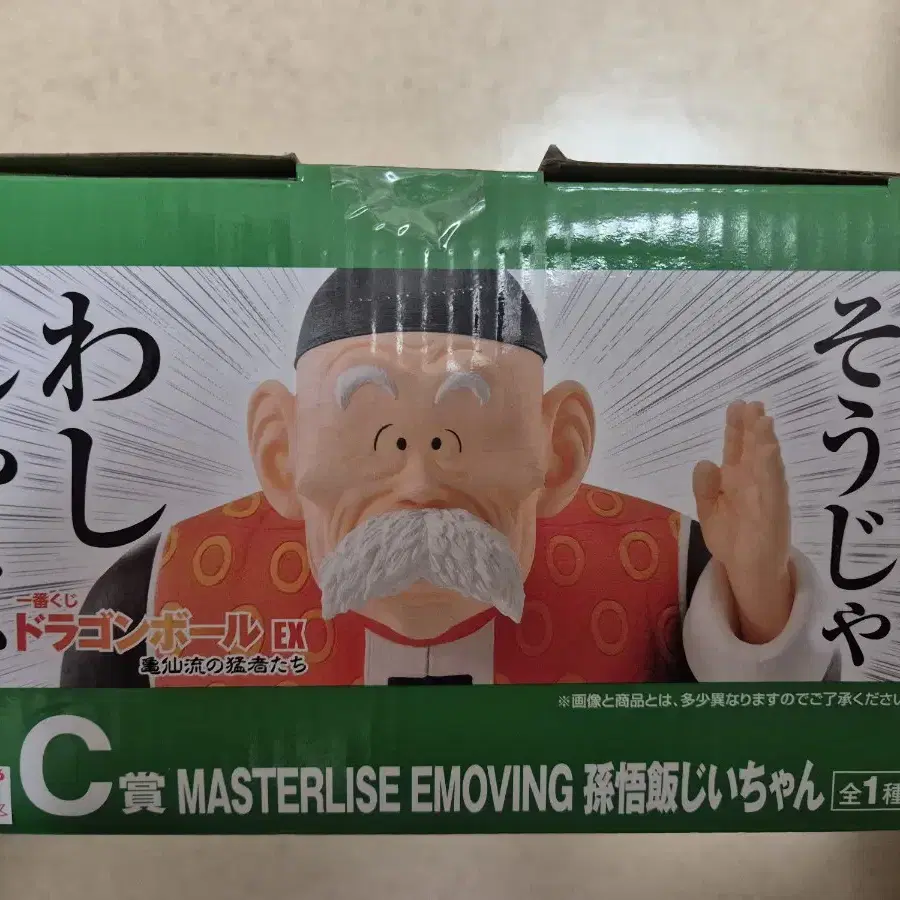 そうじゃ
わし
一番くじ
ドラゴンボール EX
亀仙流の猛者たち
※画像と商品とは、多少異なりますのでご了承ください
C賞 MASTERLISE EMOVING 孫悟飯じいちゃん 全1種